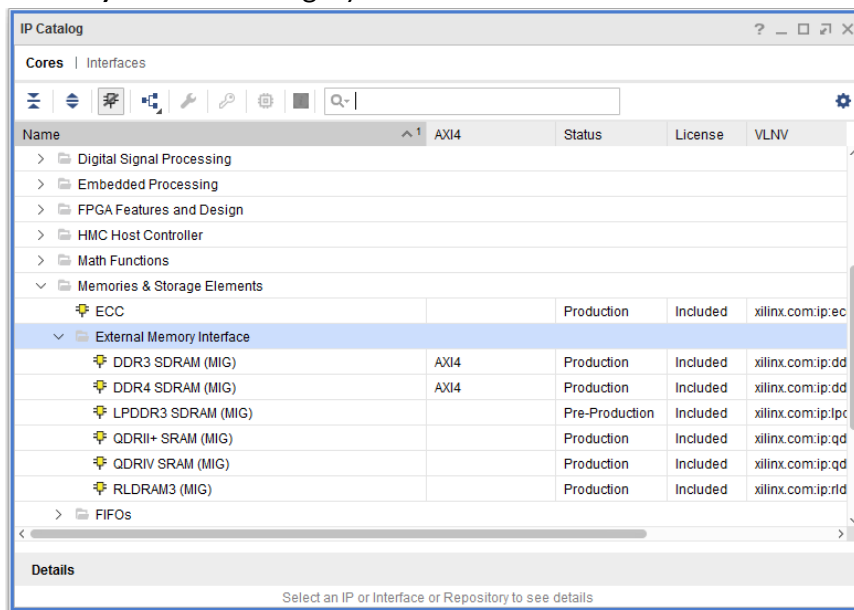 IP Catalog ? _
Cores | Interfaces
Q-
Name 1 AXI4 Status License VLNV
Digital Signal Processing
Embedded Processing
FPGA Features and Design
HMC Host Controller
Math Functions
Memories & Storage Elements
ECC Production Included xilinx.com:ip:ec
External Memory Interface
DDR3 SDRAM (MIG) AXI4 Production Included xilinx.com:ip:dd
DDR4 SDRAM (MIG) AXI4 Production Included xilinx.com:ip:dd
LPDDR3 SDRAM (MIG) Pre-Production Included xilinx.com:ip:lpd
QDRII+ SRAM (MIG) Production Included xilinx.com:ip:qd
QDRIV SRAM (MIG) Production Included xilinx.com:ip:qd
RLDRAM3 (MIG) Production Included xilinx.com:ip:rld
FIFOs
Details
Select an IP or Interface or Repository to see details